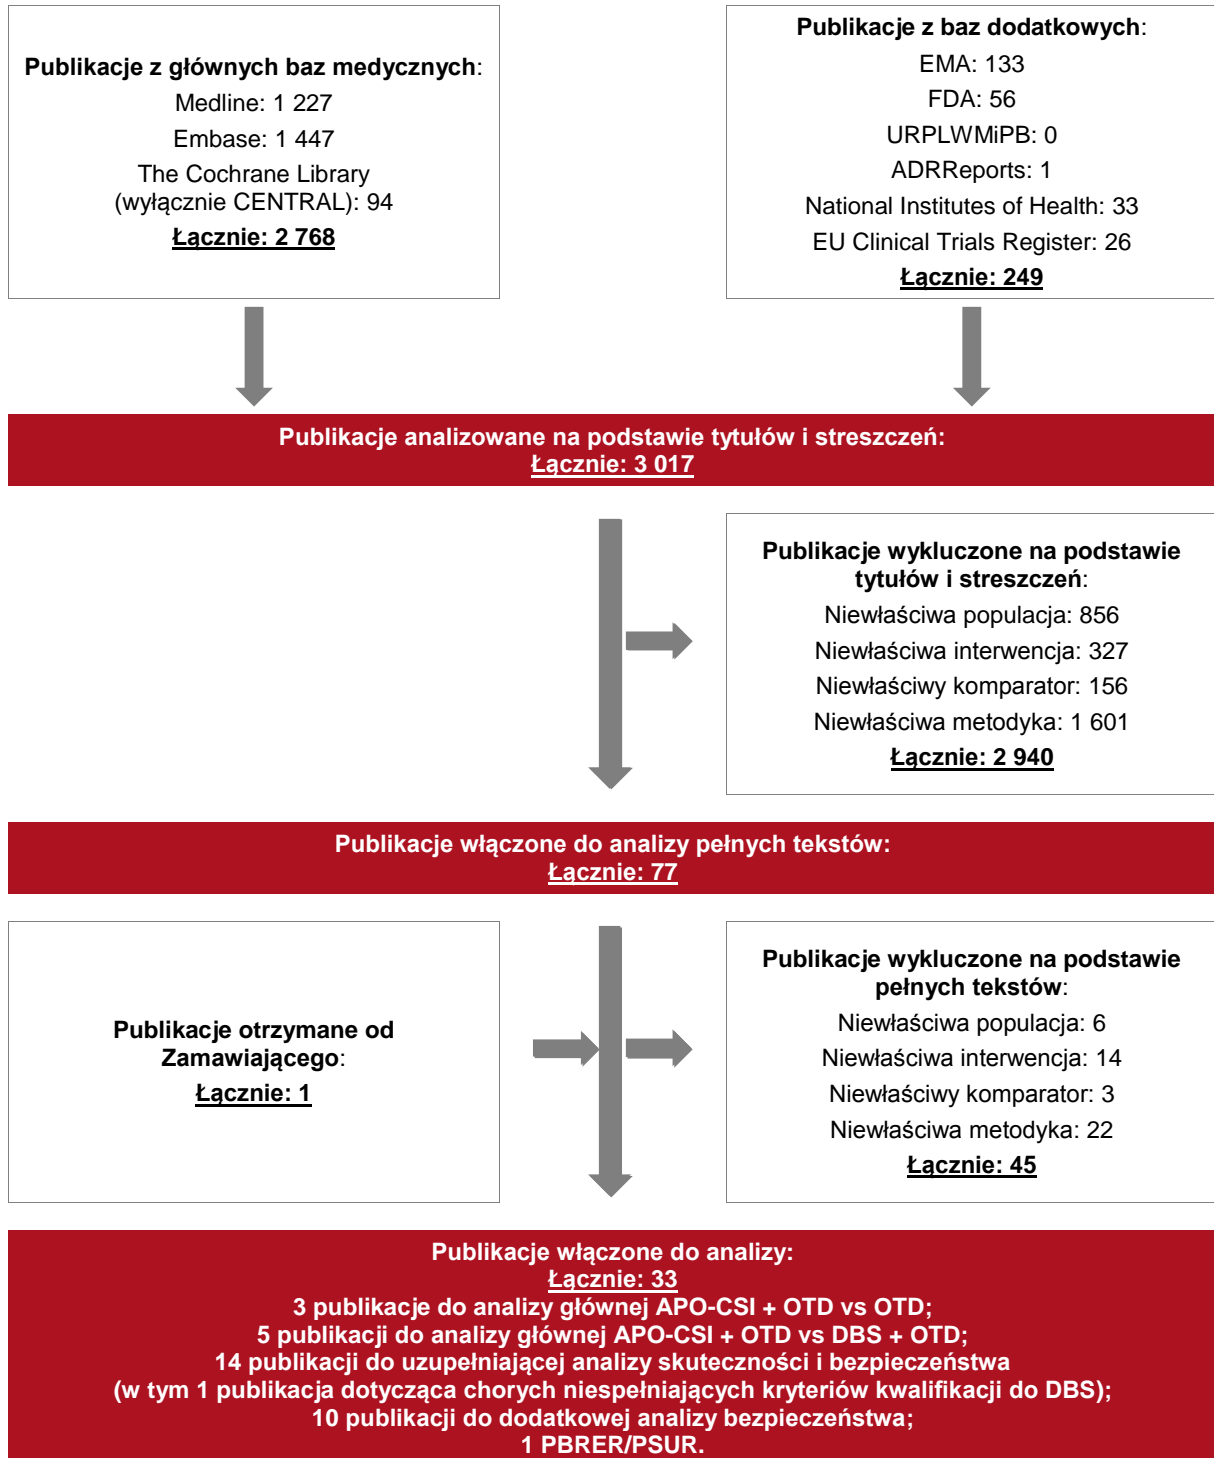 Publikacje z głównych baz medycznych:
Medline: 1 227
Embase: 1 447
The Cochrane Library
(wyłącznie CENTRAL): 94
Łącznie: 2 768
Publikacje z baz dodatkowych:
EMA: 133
FDA: 56
URPLWMiPB: 0
ADRReports: 1
National Institutes of Health: 33
EU Clinical Trials Register: 26
Łącznie: 249
Publikacje analizowane na podstawie tytułów i streszczeń:
Łącznie: 3 017
Publikacje wykluczone na podstawie
tytułów i streszczeń:
Niewłaściwa populacja: 856
Niewłaściwa interwencja: 327
Niewłaściwy komparator: 156
Niewłaściwa metodyka: 1 601
Łącznie: 2 940
Publikacje włączone do analizy pełnych tekstów:
Łącznie: 77
Publikacje otrzymane od
Zamawiającego:
Łącznie: 1
Publikacje wykluczone na podstawie
pełnych tekstów:
Niewłaściwa populacja: 6
Niewłaściwa interwencja: 14
Niewłaściwy komparator: 3
Niewłaściwa metodyka: 22
Łącznie: 45
Publikacje włączone do analizy:
Łącznie: 33
3 publikacje do analizy głównej APO-CSI + OTD vs OTD;
5 publikacji do analizy głównej APO-CSI + OTD vs DBS + OTD;
14 publikacji do uzupełniającej analizy skuteczności i bezpieczeństwa
(w tym 1 publikacja dotycząca chorych niespełniających kryteriów kwalifikacji do DBS);
10 publikacji do dodatkowej analizy bezpieczeństwa;
1 PBRER/PSUR.